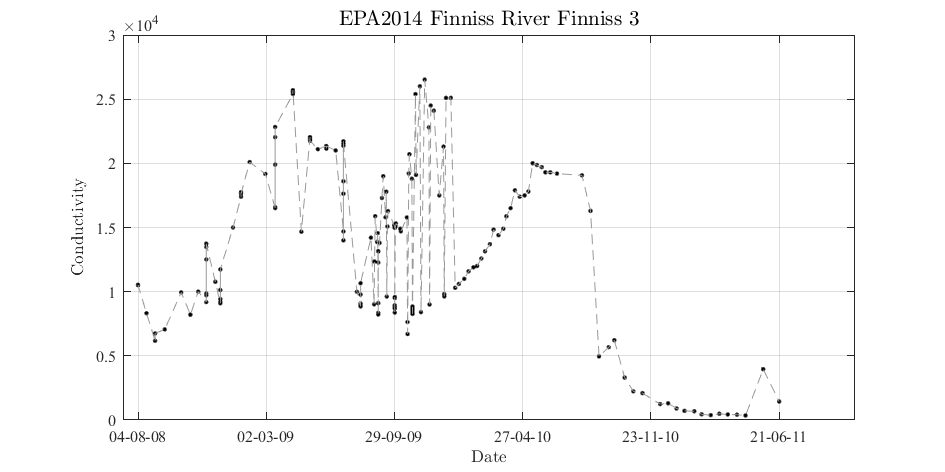 EPA2014 Finniss River Finniss 3
×10⁴
3
2.5
2
1.5
1
0.5
0
Conductivity
04-08-08 02-03-09 29-09-09 27-04-10 23-11-10 21-06-11
Date